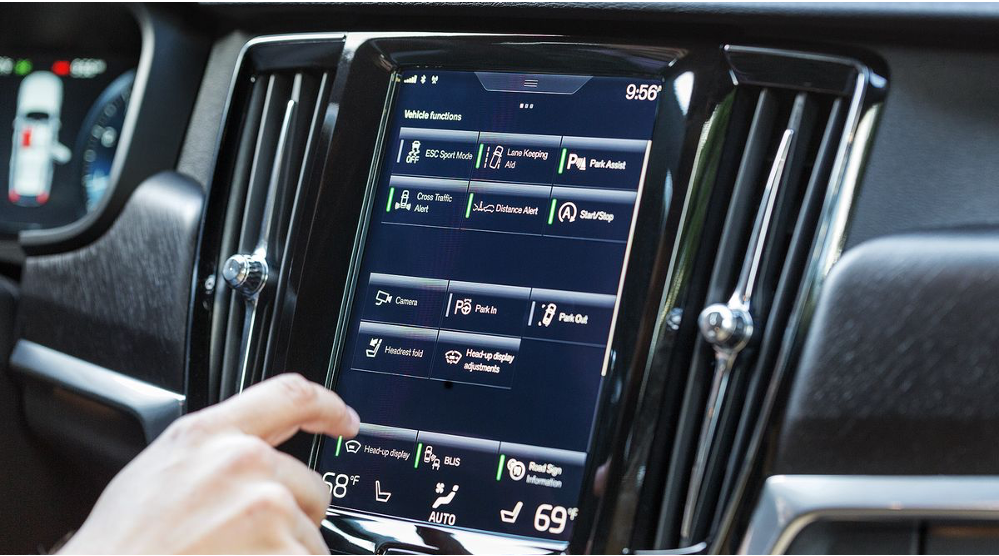 9:56
Vehicle functions
OFF
ESC Sport Mode
Lane Keeping
Aid
P
Park Assist
Cross Traffic
Alert
Distance Alert
A
Start/Stop
Camera
P
Park In
Park Out
Headrest fold
Head-up display
adjustments
Head-up display
BLIS
Road Sign
Information
68°F
AUTO
69°F